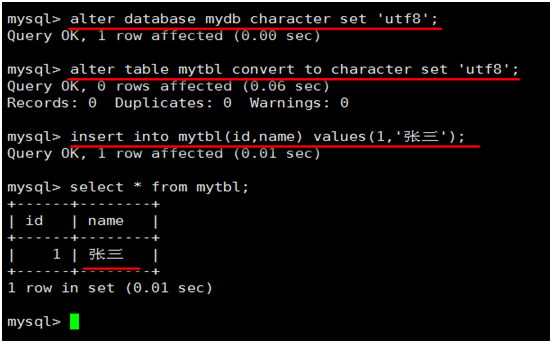 mysql> alter database mydb character set 'utf8';
Query OK, 1 row affected (0.00 sec)
mysql> alter table mytbl convert to character set 'utf8';
Query OK, 0 rows affected (0.06 sec)
Records: 0  Duplicates: 0  Warnings: 0
mysql> insert into mytbl(id,name) values(1,'张三');
Query OK, 1 row affected (0.01 sec)
mysql> select * from mytbl;
+------+--------+
| id   | name   |
+------+--------+
|    1 | 张三   |
+------+--------+
1 row in set (0.01 sec)
mysql>